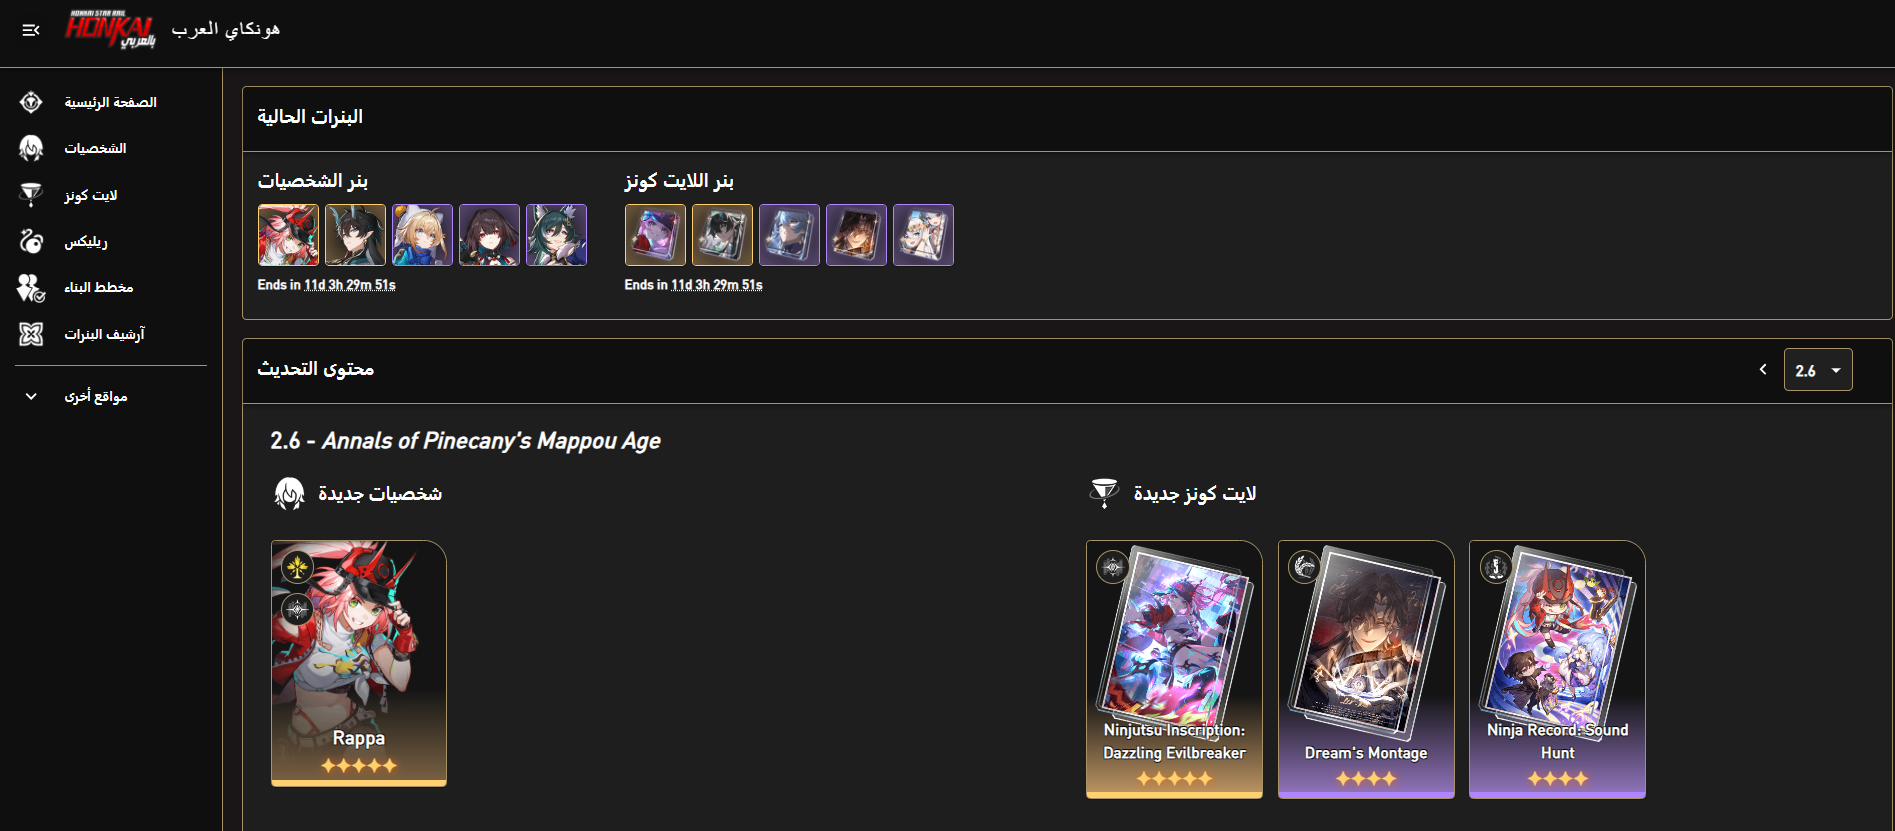 HONKAI STAR RAIL
HONKAI
بالعربي
هونكاي العرب
الصفحة الرئيسية
الشخصيات
لايت كونز
ريليكس
مخطط البناء
آرشيف البنرات
مواقع أخرى
البنرات الحالية
بنر الشخصيات
Ends in 11d 3h 29m 51s
بنر اللايت كونز
Ends in 11d 3h 29m 51s
محتوى التحديث
2.6
2.6 - Annals of Pinecany's Mappou Age
شخصيات جديدة
Rappa
لايت كونز جديدة
Ninjutsu Inscription:
Dazzling Evilbreaker
Dream's Montage
Ninja Record: Sound
Hunt